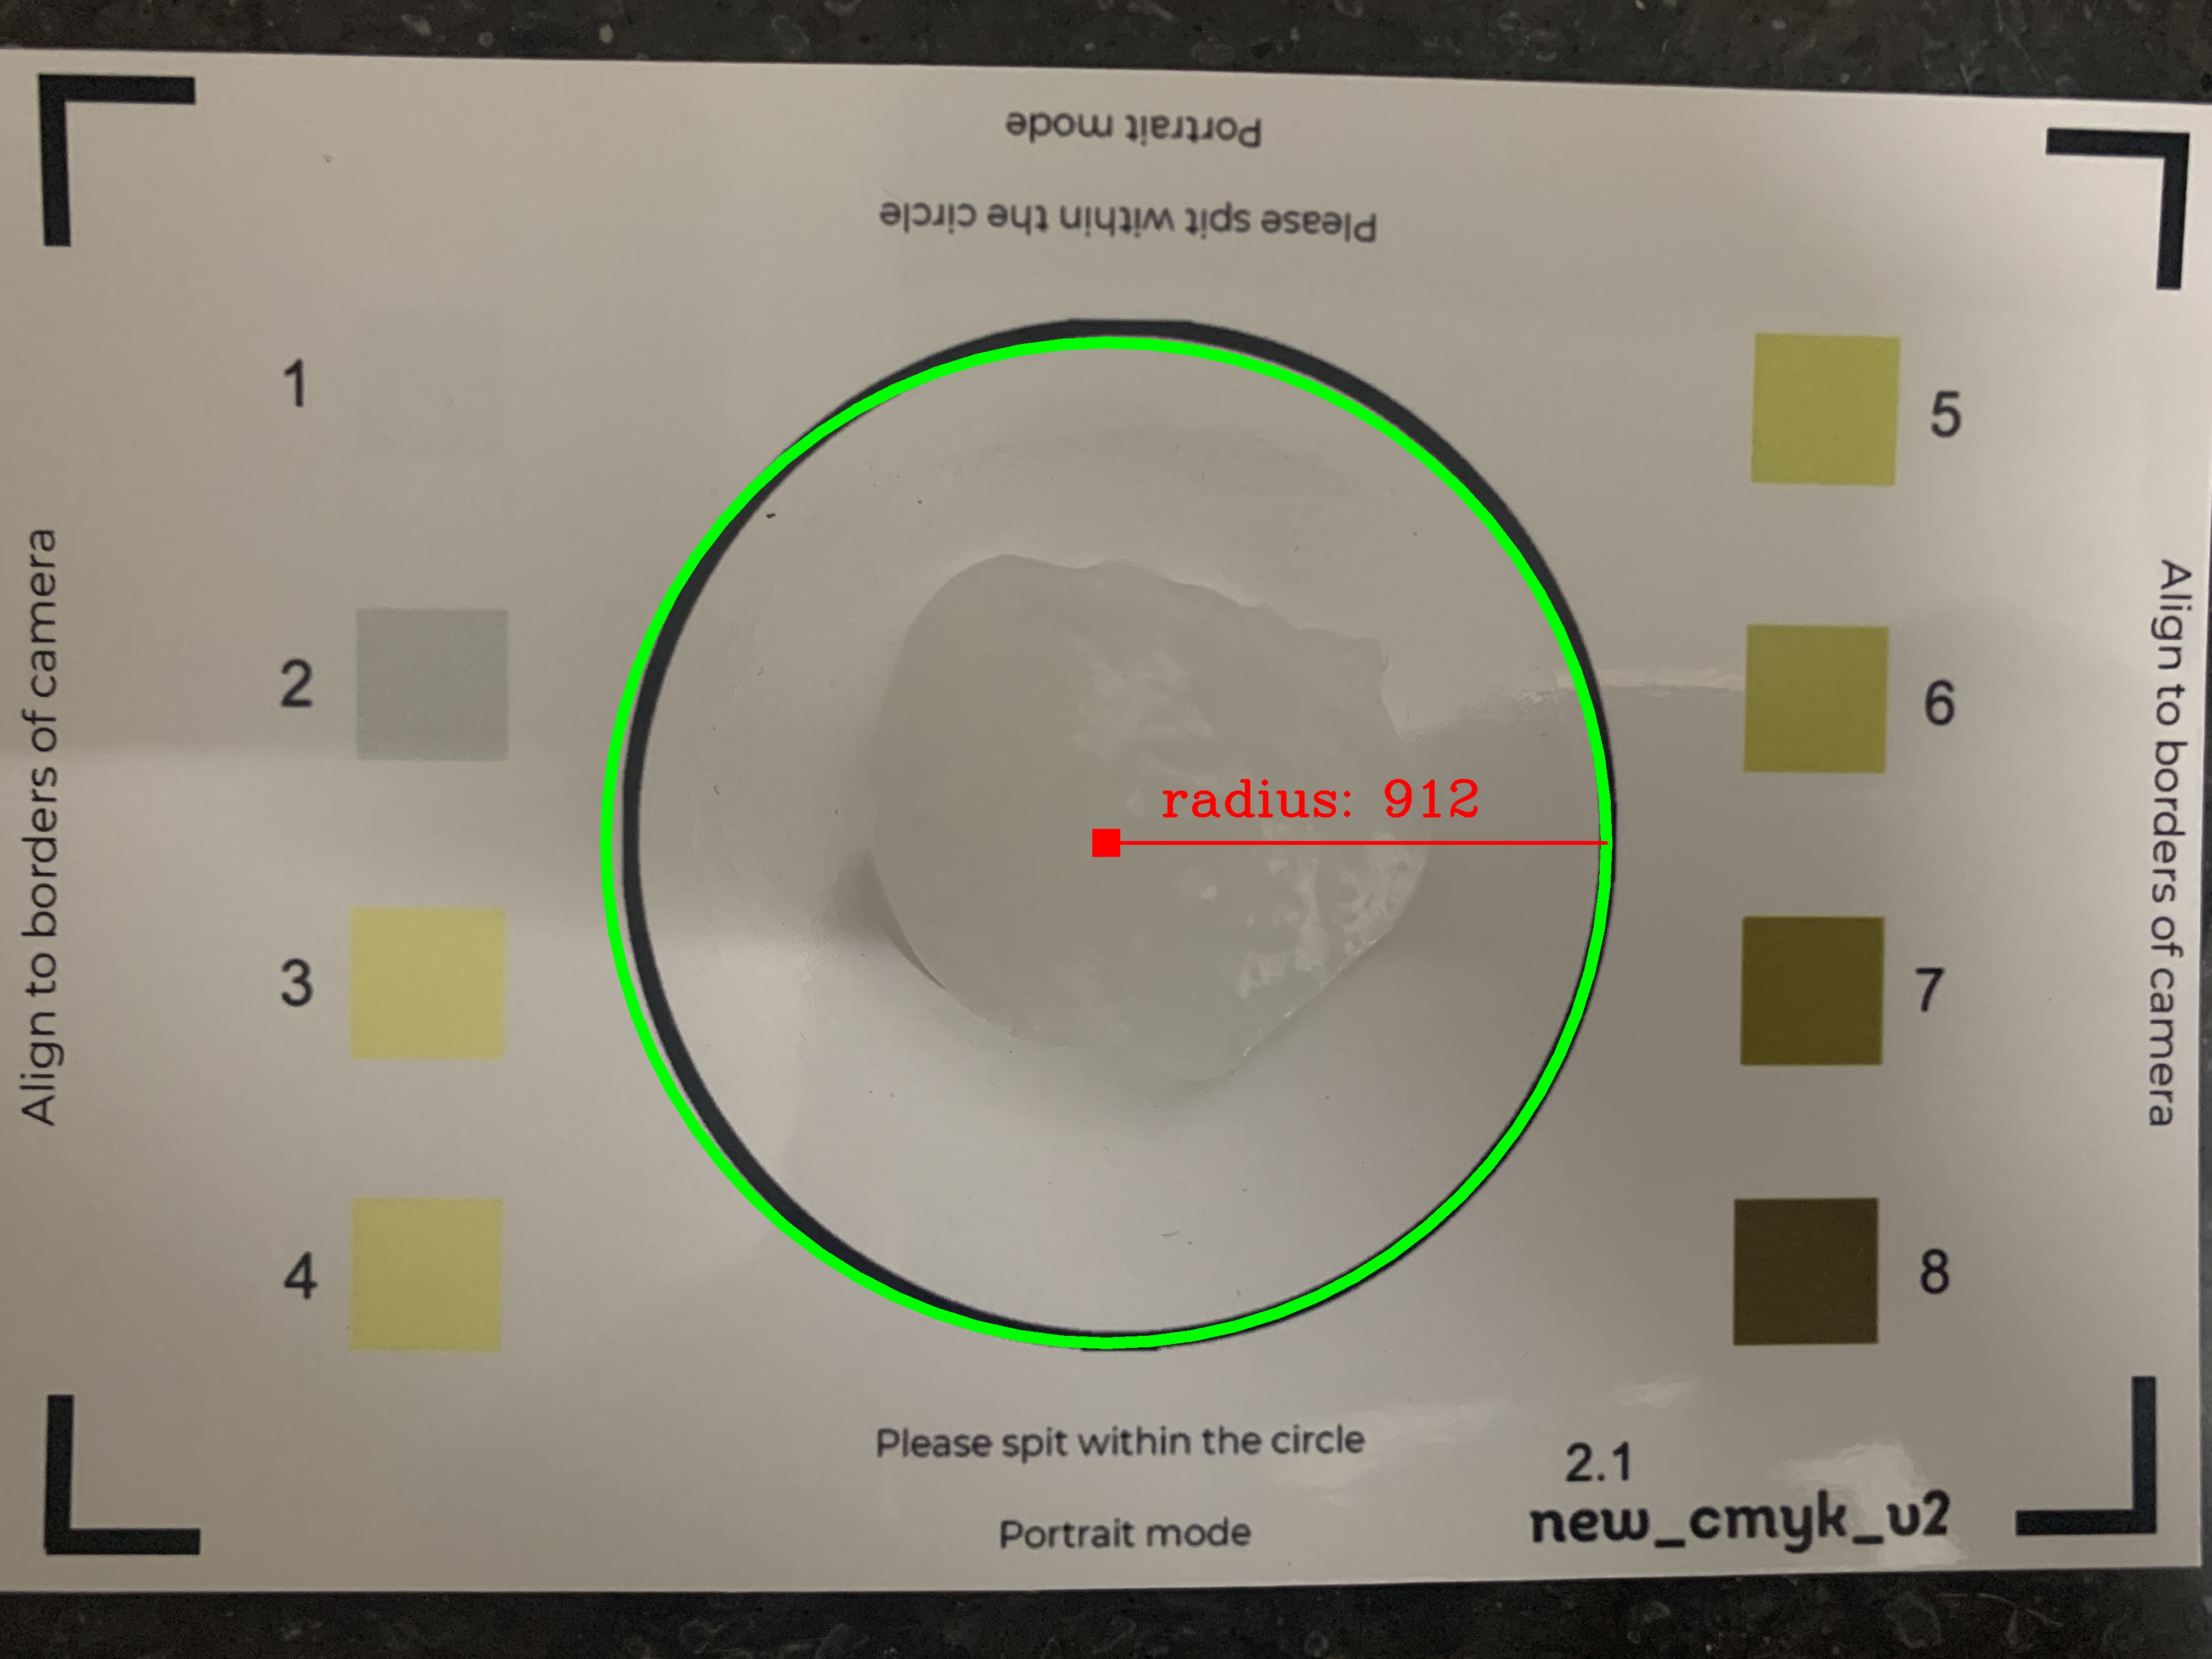 Portrait mode
Please spit within the circle
1
5
2
6
radius: 912
3
7
4
8
Align to borders of camera
Align to borders of camera
Please spit within the circle
2.1
Portrait mode
new_cmyk_v2